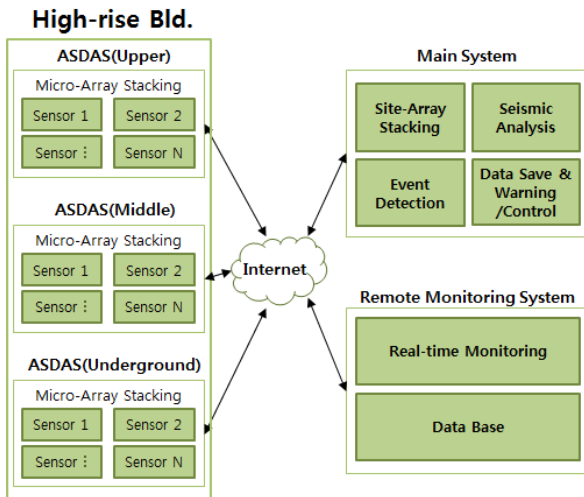 High-rise Bld.
ASDAS(Upper)
Micro-Array Stacking
Sensor 1
Sensor 2
Sensor ⋮
Sensor N
ASDAS(Middle)
Micro-Array Stacking
Sensor 1
Sensor 2
Sensor ⋮
Sensor N
ASDAS(Underground)
Micro-Array Stacking
Sensor 1
Sensor 2
Sensor ⋮
Sensor N
Internet
Main System
Site-Array
Stacking
Seismic
Analysis
Event
Detection
Data Save &
Warning
/Control
Remote Monitoring System
Real-time Monitoring
Data Base